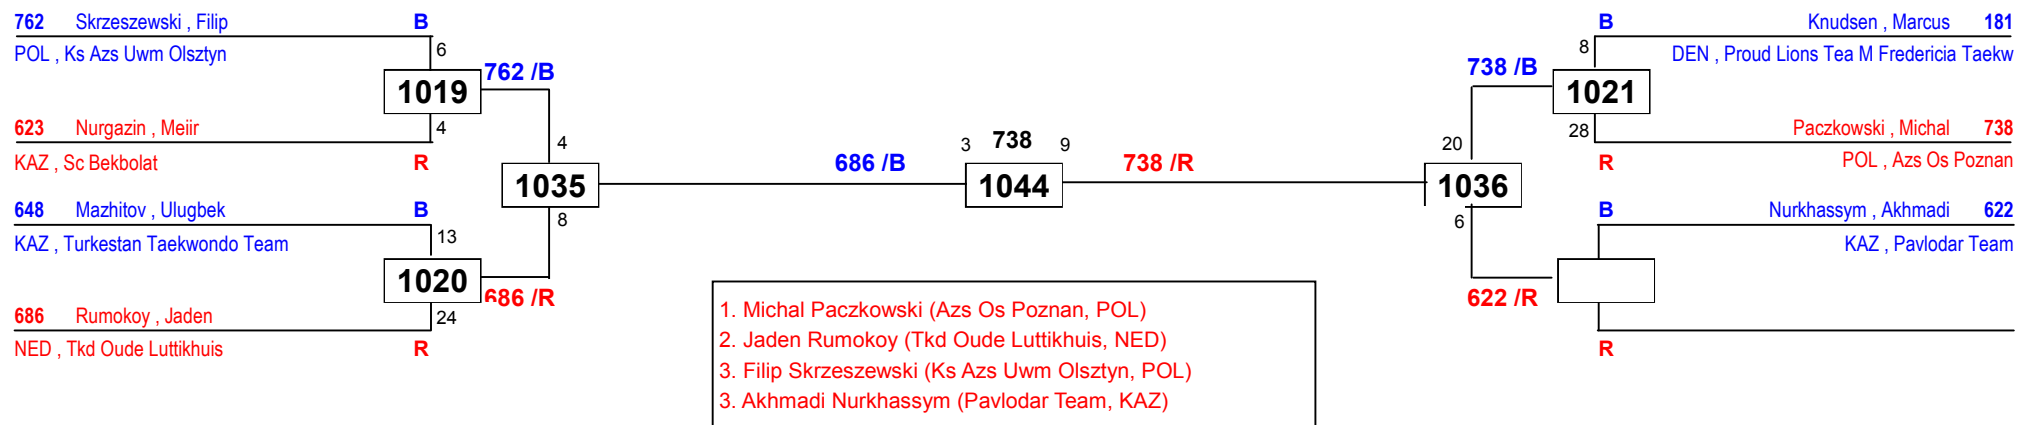 762 Skrzeszewski , Filip B
POL , Ks Azs Uwm Olsztyn
6
762 /B
1019
4
623 Nurgazin , Meiir
KAZ , Sc Bekbolat R
4
1035
8
648 Mazhitov , Ulugbek B
KAZ , Turkestan Taekwondo Team
13
1020
686 /R
24
686 Rumokoy , Jaden
NED , Tkd Oude Luttikhuis R
686 /B
3 738 9
1044
738 /R
B Knudsen , Marcus 181
DEN , Proud Lions Tea M Fredericia Taekw
8
738 /B
1021
28
Paczkowski , Michal 738
R POL , Azs Os Poznan
20
1036
6
B Nurkhassym , Akhmadi 622
KAZ , Pavlodar Team
622 /R
R
1. Michal Paczkowski (Azs Os Poznan, POL)
2. Jaden Rumokoy (Tkd Oude Luttikhuis, NED)
3. Filip Skrzeszewski (Ks Azs Uwm Olsztyn, POL)
3. Akhmadi Nurkhassym (Pavlodar Team, KAZ)